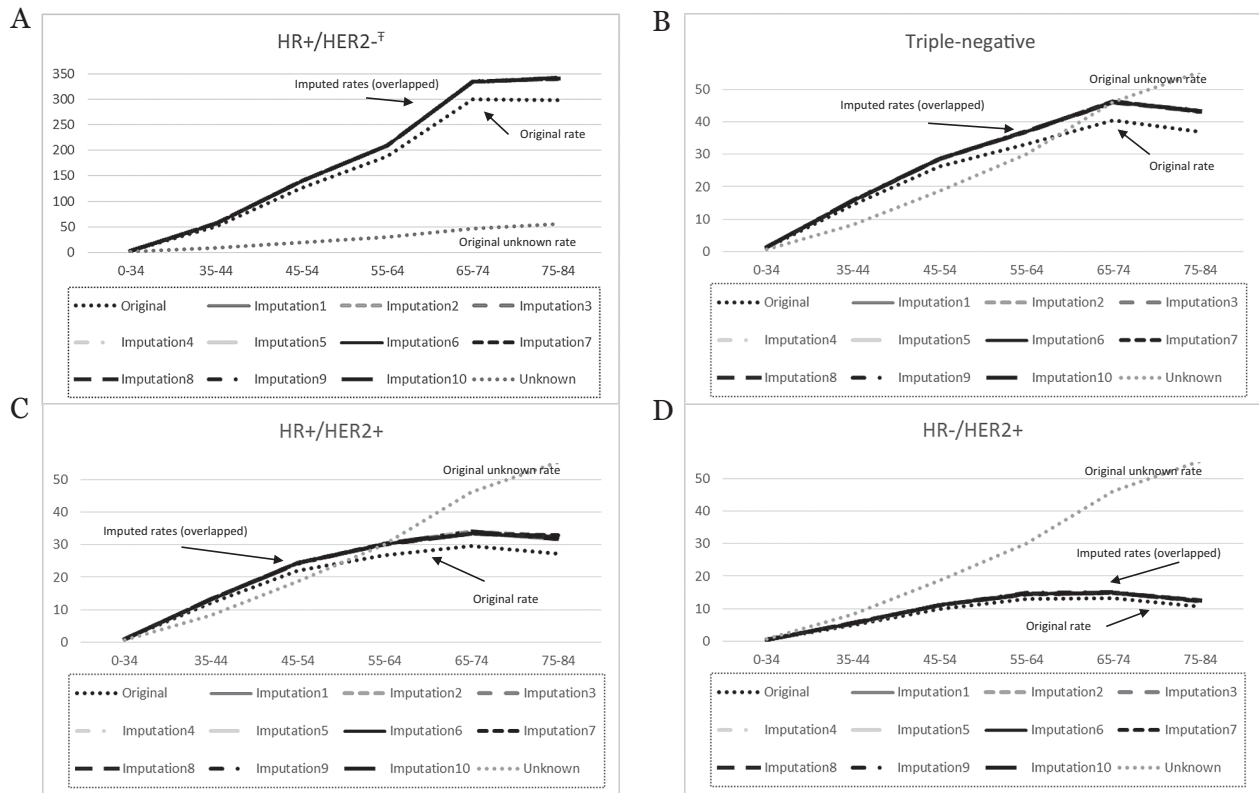 A
HR+/HER2-Ŧ
350
300
250
200
150
100
50
0
Imputed rates (overlapped)
Original rate
Original unknown rate
0-34 35-44 45-54 55-64 65-74 75-84
Original Imputation1 Imputation2 Imputation3
Imputation4 Imputation5 Imputation6 Imputation7
Imputation8 Imputation9 Imputation10 Unknown
B
Triple-negative
50
40
30
20
10
0
Original unknown rate
Imputed rates (overlapped)
Original rate
0-34 35-44 45-54 55-64 65-74 75-84
Original Imputation1 Imputation2 Imputation3
Imputation4 Imputation5 Imputation6 Imputation7
Imputation8 Imputation9 Imputation10 Unknown
C
HR+/HER2+
50
40
30
20
10
0
Original unknown rate
Imputed rates (overlapped)
Original rate
0-34 35-44 45-54 55-64 65-74 75-84
Original Imputation1 Imputation2 Imputation3
Imputation4 Imputation5 Imputation6 Imputation7
Imputation8 Imputation9 Imputation10 Unknown
D
HR-/HER2+
50
40
30
20
10
0
Original unknown rate
Imputed rates (overlapped)
Original rate
0-34 35-44 45-54 55-64 65-74 75-84
Original Imputation1 Imputation2 Imputation3
Imputation4 Imputation5 Imputation6 Imputation7
Imputation8 Imputation9 Imputation10 Unknown